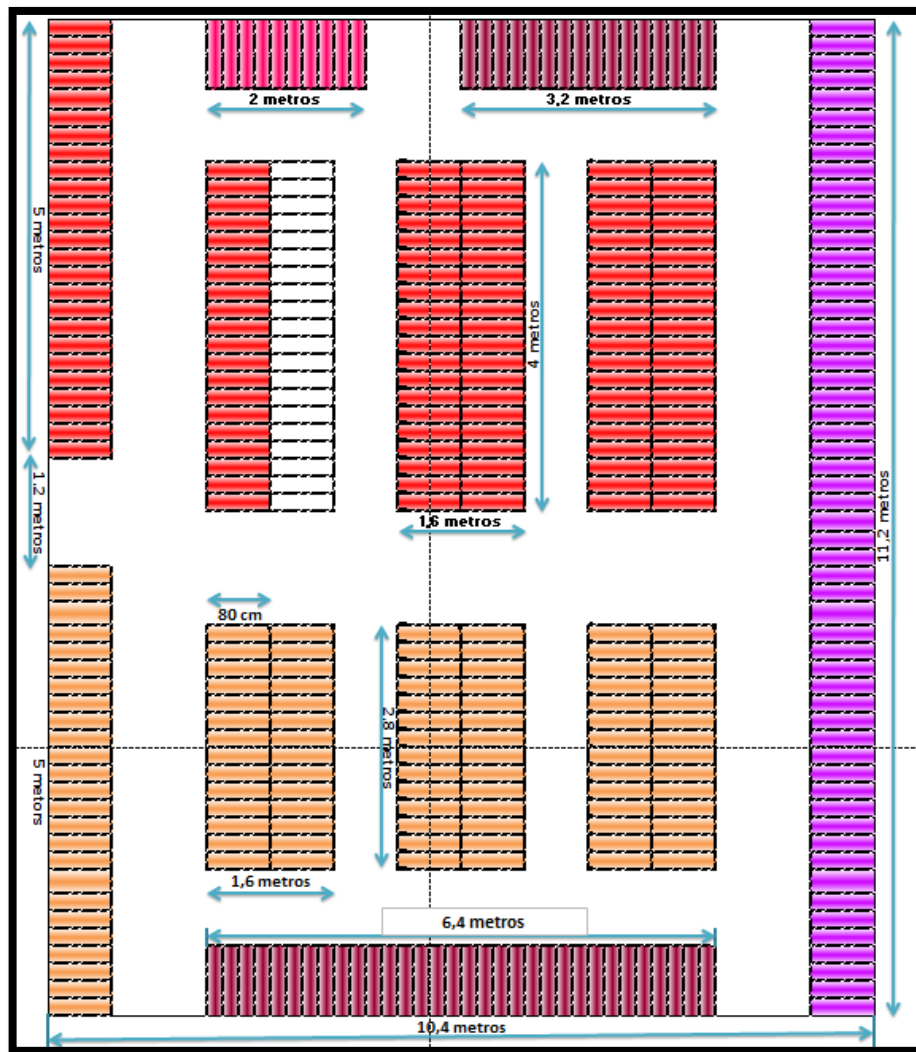 2 metros
3,2 metros
5 metros
4 metros
1,2 metros
1,6 metros
11,2 metros
80 cm
2,8 metros
5 metors
1,6 metros
6,4 metros
10,4 metros